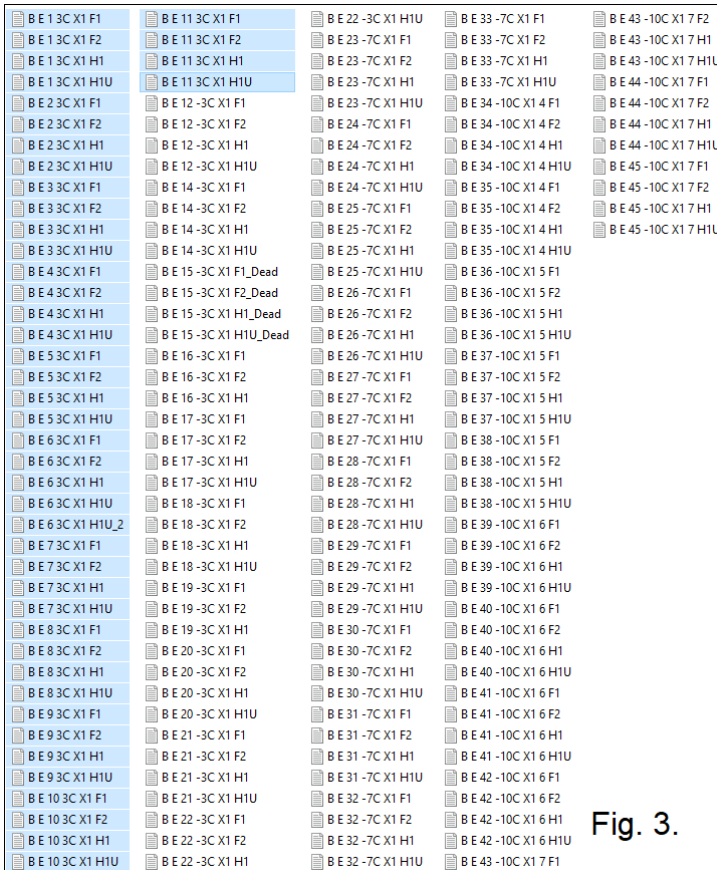 B E 1 3C X1 F1
B E 1 3C X1 F2
B E 1 3C X1 H1
B E 1 3C X1 H1U
B E 2 3C X1 F1
B E 2 3C X1 F2
B E 2 3C X1 H1
B E 2 3C X1 H1U
B E 3 3C X1 F1
B E 3 3C X1 F2
B E 3 3C X1 H1
B E 3 3C X1 H1U
B E 4 3C X1 F1
B E 4 3C X1 F2
B E 4 3C X1 H1
B E 4 3C X1 H1U
B E 5 3C X1 F1
B E 5 3C X1 F2
B E 5 3C X1 H1
B E 5 3C X1 H1U
B E 6 3C X1 F1
B E 6 3C X1 F2
B E 6 3C X1 H1
B E 6 3C X1 H1U
B E 6 3C X1 H1U_2
B E 7 3C X1 F1
B E 7 3C X1 F2
B E 7 3C X1 H1
B E 7 3C X1 H1U
B E 8 3C X1 F1
B E 8 3C X1 F2
B E 8 3C X1 H1
B E 8 3C X1 H1U
B E 9 3C X1 F1
B E 9 3C X1 F2
B E 9 3C X1 H1
B E 9 3C X1 H1U
B E 10 3C X1 F1
B E 10 3C X1 F2
B E 10 3C X1 H1
B E 10 3C X1 H1U
B E 11 3C X1 F1
B E 11 3C X1 F2
B E 11 3C X1 H1
B E 11 3C X1 H1U
B E 12 -3C X1 F1
B E 12 -3C X1 F2
B E 12 -3C X1 H1
B E 12 -3C X1 H1U
B E 14 -3C X1 F1
B E 14 -3C X1 F2
B E 14 -3C X1 H1
B E 14 -3C X1 H1U
B E 15 -3C X1 F1_Dead
B E 15 -3C X1 F2_Dead
B E 15 -3C X1 H1_Dead
B E 15 -3C X1 H1U_Dead
B E 16 -3C X1 F1
B E 16 -3C X1 F2
B E 16 -3C X1 H1
B E 17 -3C X1 F1
B E 17 -3C X1 F2
B E 17 -3C X1 H1
B E 17 -3C X1 H1U
B E 18 -3C X1 F1
B E 18 -3C X1 F2
B E 18 -3C X1 H1
B E 18 -3C X1 H1U
B E 19 -3C X1 F1
B E 19 -3C X1 F2
B E 19 -3C X1 H1
B E 20 -3C X1 F1
B E 20 -3C X1 F2
B E 20 -3C X1 H1
B E 20 -3C X1 H1U
B E 21 -3C X1 F1
B E 21 -3C X1 F2
B E 21 -3C X1 H1
B E 21 -3C X1 H1U
B E 22 -3C X1 F1
B E 22 -3C X1 F2
B E 22 -3C X1 H1
B E 22 -3C X1 H1U
B E 23 -7C X1 F1
B E 23 -7C X1 F2
B E 23 -7C X1 H1
B E 23 -7C X1 H1U
B E 24 -7C X1 F1
B E 24 -7C X1 F2
B E 24 -7C X1 H1
B E 24 -7C X1 H1U
B E 25 -7C X1 F1
B E 25 -7C X1 F2
B E 25 -7C X1 H1
B E 25 -7C X1 H1U
B E 26 -7C X1 F1
B E 26 -7C X1 F2
B E 26 -7C X1 H1
B E 26 -7C X1 H1U
B E 27 -7C X1 F1
B E 27 -7C X1 F2
B E 27 -7C X1 H1
B E 27 -7C X1 H1U
B E 28 -7C X1 F1
B E 28 -7C X1 F2
B E 28 -7C X1 H1
B E 28 -7C X1 H1U
B E 29 -7C X1 F1
B E 29 -7C X1 F2
B E 29 -7C X1 H1
B E 29 -7C X1 H1U
B E 30 -7C X1 F1
B E 30 -7C X1 F2
B E 30 -7C X1 H1
B E 30 -7C X1 H1U
B E 31 -7C X1 F1
B E 31 -7C X1 F2
B E 31 -7C X1 H1
B E 31 -7C X1 H1U
B E 32 -7C X1 F1
B E 32 -7C X1 F2
B E 32 -7C X1 H1
B E 32 -7C X1 H1U
B E 33 -7C X1 F1
B E 33 -7C X1 F2
B E 33 -7C X1 H1
B E 33 -7C X1 H1U
B E 34 -10C X1 4 F1
B E 34 -10C X1 4 F2
B E 34 -10C X1 4 H1
B E 34 -10C X1 4 H1U
B E 35 -10C X1 4 F1
B E 35 -10C X1 4 F2
B E 35 -10C X1 4 H1
B E 35 -10C X1 4 H1U
B E 36 -10C X1 5 F1
B E 36 -10C X1 5 F2
B E 36 -10C X1 5 H1
B E 36 -10C X1 5 H1U
B E 37 -10C X1 5 F1
B E 37 -10C X1 5 F2
B E 37 -10C X1 5 H1
B E 37 -10C X1 5 H1U
B E 38 -10C X1 5 F1
B E 38 -10C X1 5 F2
B E 38 -10C X1 5 H1
B E 38 -10C X1 5 H1U
B E 39 -10C X1 6 F1
B E 39 -10C X1 6 F2
B E 39 -10C X1 6 H1
B E 39 -10C X1 6 H1U
B E 40 -10C X1 6 F1
B E 40 -10C X1 6 F2
B E 40 -10C X1 6 H1
B E 40 -10C X1 6 H1U
B E 41 -10C X1 6 F1
B E 41 -10C X1 6 F2
B E 41 -10C X1 6 H1
B E 41 -10C X1 6 H1U
B E 42 -10C X1 6 F1
B E 42 -10C X1 6 F2
B E 42 -10C X1 6 H1
B E 42 -10C X1 6 H1U
B E 43 -10C X1 7 F1
B E 43 -10C X1 7 F2
B E 43 -10C X1 7 H1
B E 43 -10C X1 7 H1U
B E 44 -10C X1 7 F1
B E 44 -10C X1 7 F2
B E 44 -10C X1 7 H1
B E 44 -10C X1 7 H1U
B E 45 -10C X1 7 F1
B E 45 -10C X1 7 F2
B E 45 -10C X1 7 H1
B E 45 -10C X1 7 H1U
Fig. 3.